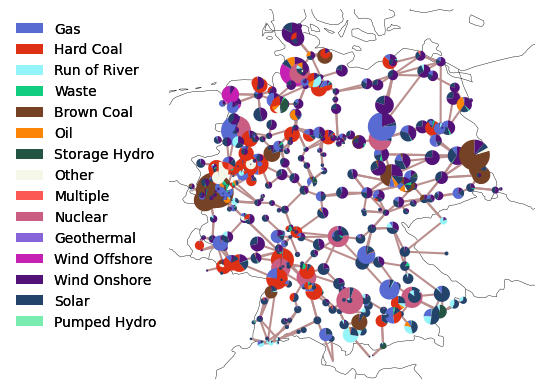 Gas
Hard Coal
Run of River
Waste
Brown Coal
Oil
Storage Hydro
Other
Multiple
Nuclear
Geothermal
Wind Offshore
Wind Onshore
Solar
Pumped Hydro